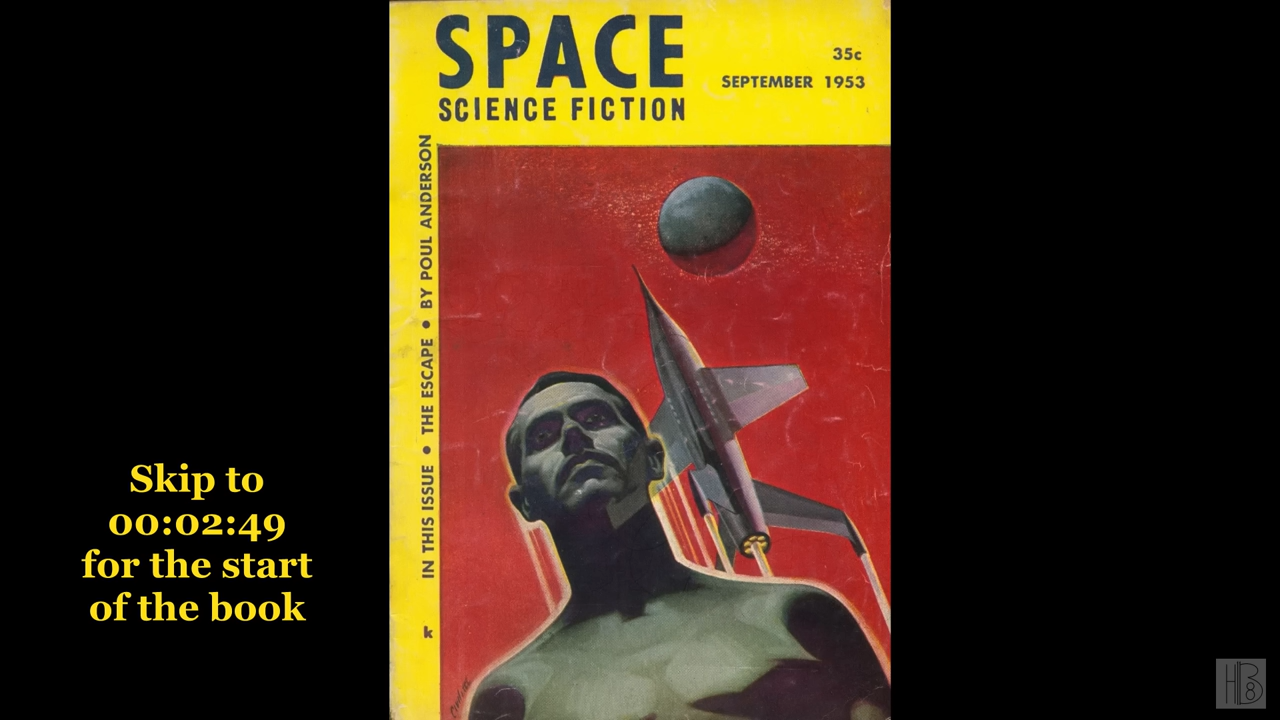 SPACE
SCIENCE FICTION
35c
SEPTEMBER 1953
IN THIS ISSUE • THE ESCAPE • BY POUL ANDERSON
k
Skip to
00:02:49
for the start
of the book
HB8